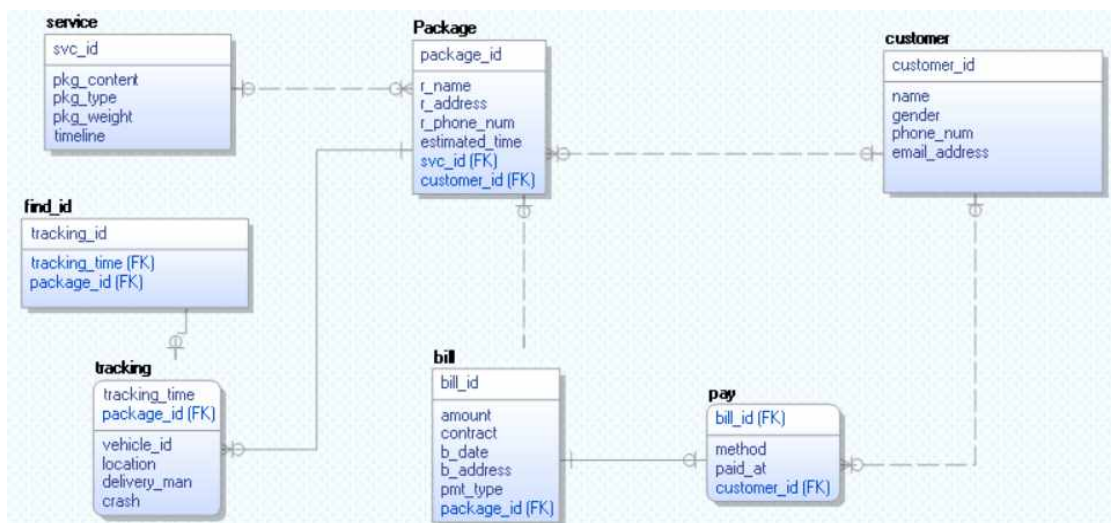 service
svc_id
pkg_content
pkg_type
pkg_weight
timeline
Package
package_id
r_name
r_address
r_phone_num
estimated_time
svc_id (FK)
customer_id (FK)
customer
customer_id
name
gender
phone_num
email_address
find_id
tracking_id
tracking_time (FK)
package_id (FK)
tracking
tracking_time
package_id (FK)
vehicle_id
location
delivery_man
crash
bill
bill_id
amount
contract
b_date
b_address
pmt_type
package_id (FK)
pay
bill_id (FK)
method
paid_at
customer_id (FK)